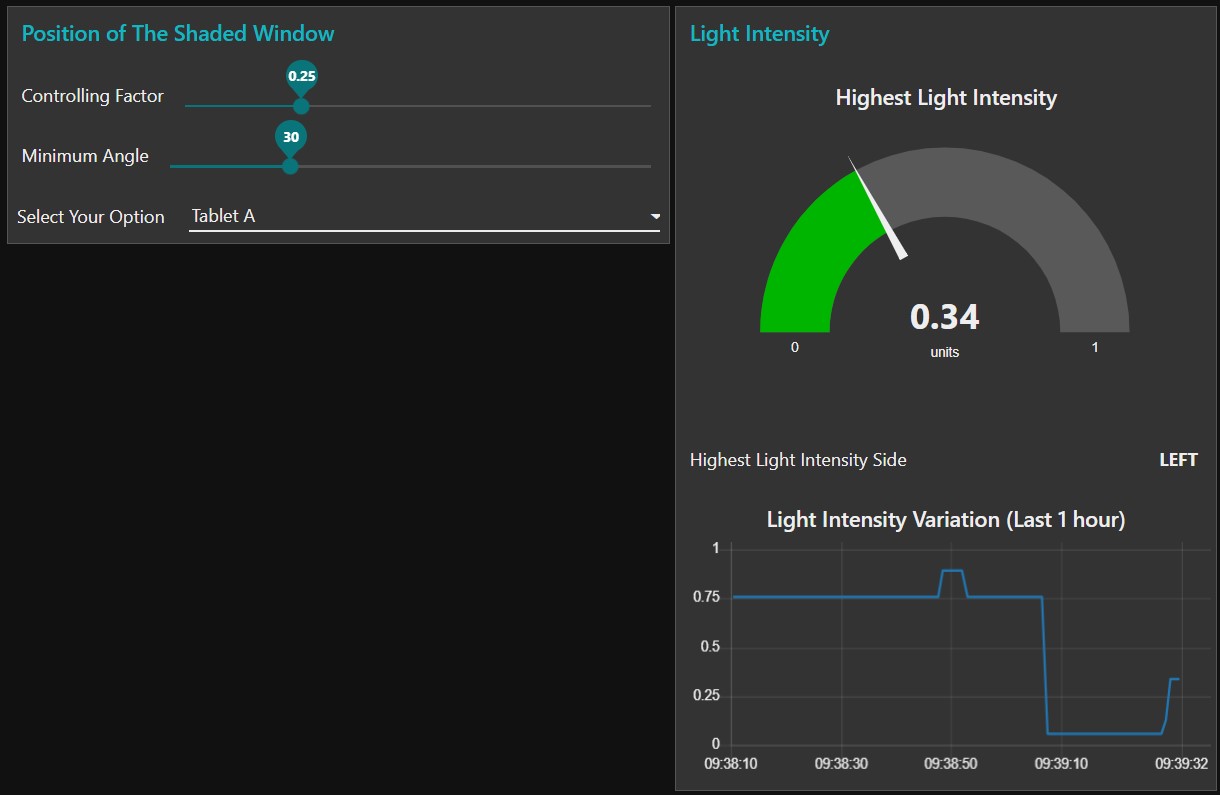 Position of The Shaded Window
0.25
Controlling Factor
30
Minimum Angle
Select Your Option Tablet A
Light Intensity
Highest Light Intensity
0.34
units
0 1
Highest Light Intensity Side LEFT
Light Intensity Variation (Last 1 hour)
1
0.75
0.5
0.25
0
09:38:10 09:38:30 09:38:50 09:39:10 09:39:32